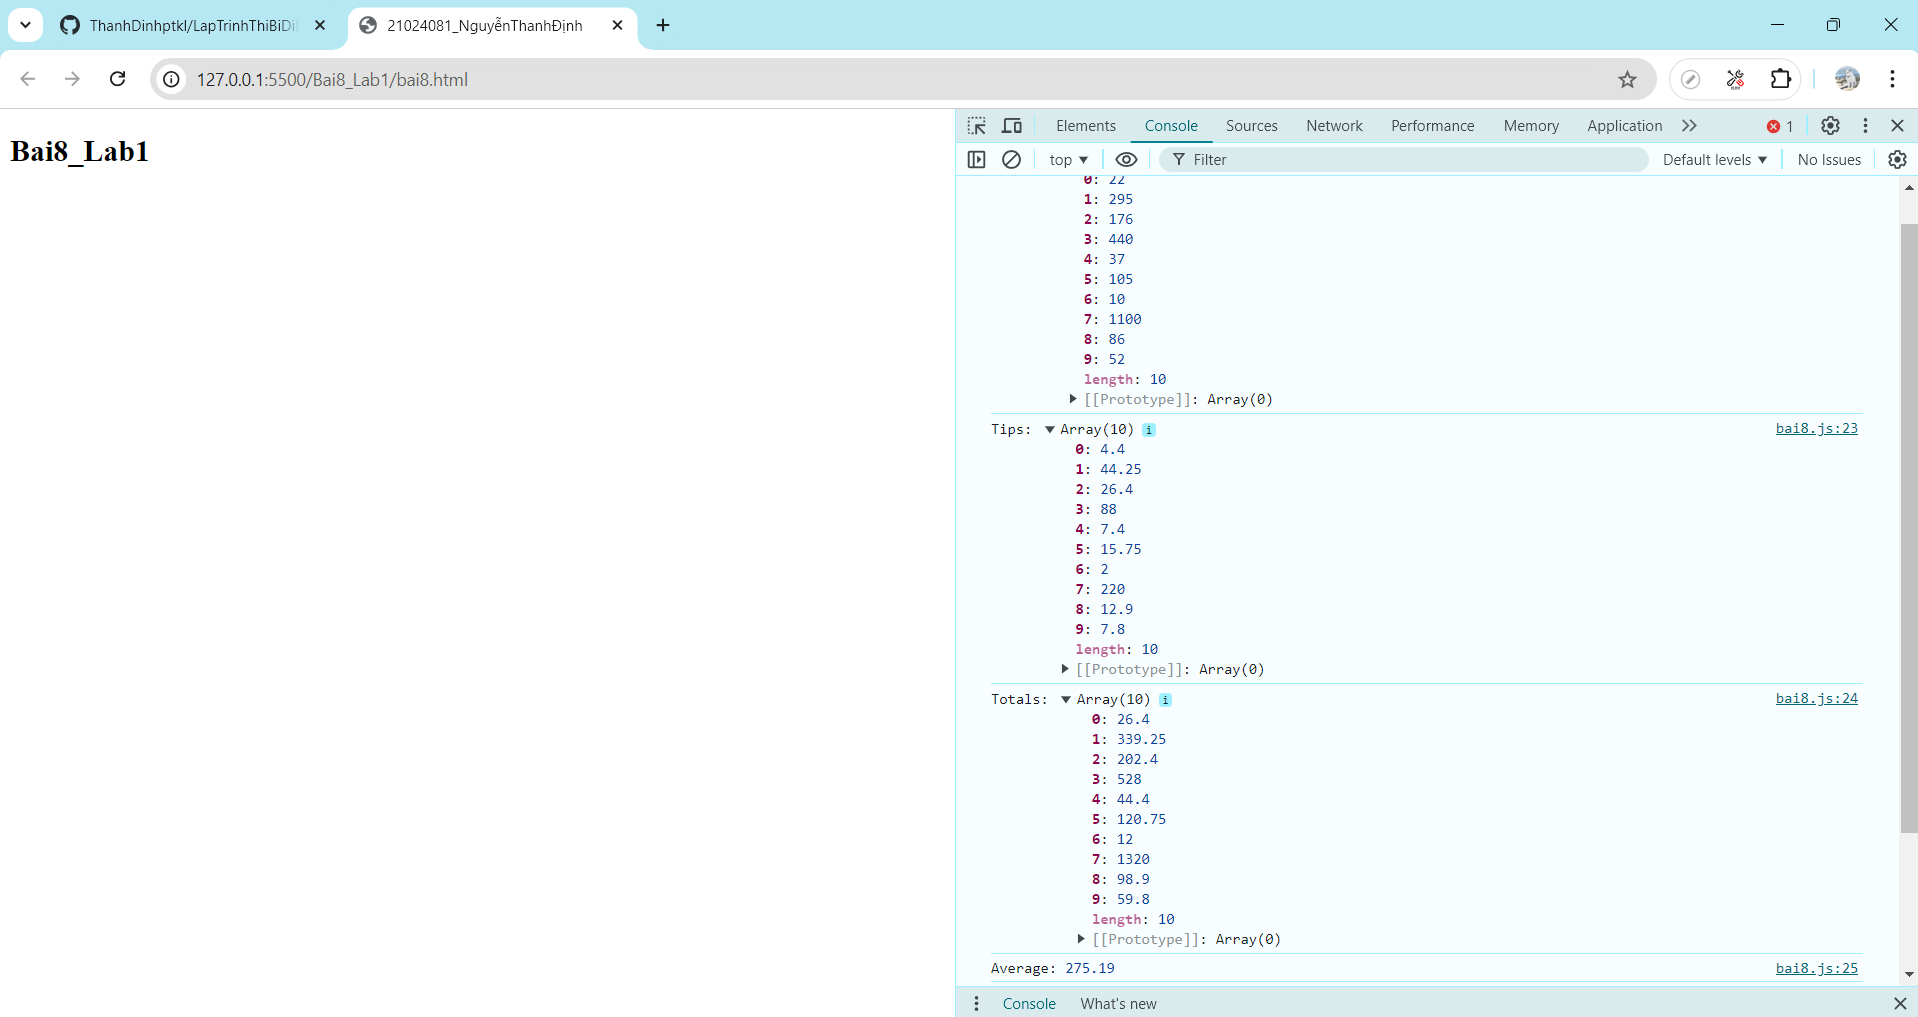 ThanhDinhptkl/LapTrinhThiBiDi
21024081_NguyễnThanhĐịnh
127.0.0.1:5500/Bai8_Lab1/bai8.html
Bai8_Lab1
Elements Console Sources Network Performance Memory Application 1
top Filter Default levels No Issues
0: 22
1: 295
2: 176
3: 440
4: 37
5: 105
6: 10
7: 1100
8: 86
9: 52
length: 10
[[Prototype]]: Array(0)
Tips: Array(10) i bai8.js:23
0: 4.4
1: 44.25
2: 26.4
3: 88
4: 7.4
5: 15.75
6: 2
7: 220
8: 12.9
9: 7.8
length: 10
[[Prototype]]: Array(0)
Totals: Array(10) i bai8.js:24
0: 26.4
1: 339.25
2: 202.4
3: 528
4: 44.4
5: 120.75
6: 12
7: 1320
8: 98.9
9: 59.8
length: 10
[[Prototype]]: Array(0)
Average: 275.19 bai8.js:25
Console What's new